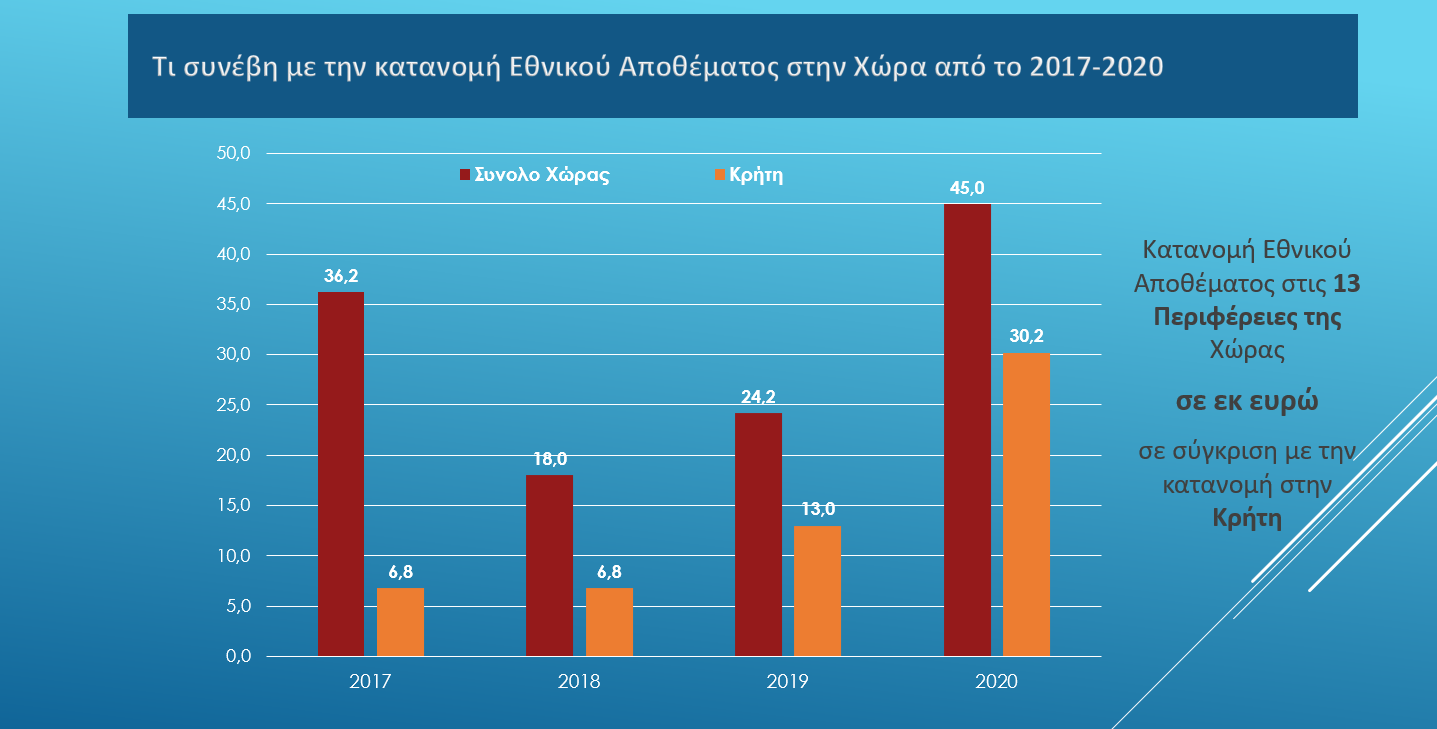 Τι συνέβη με την κατανομή Εθνικού Αποθέματος στην Χώρα από το 2017-2020
50,0
45,0
40,0
35,0
30,0
25,0
20,0
15,0
10,0
5,0
0,0
Συνολο Χώρας
Κρήτη
36,2
6,8
18,0
6,8
24,2
13,0
45,0
30,2
2017
2018
2019
2020
Κατανομή Εθνικού
Αποθέματος στις 13
Περιφέρειες της
Χώρας
σε εκ ευρώ
σε σύγκριση με την
κατανομή στην
Κρήτη